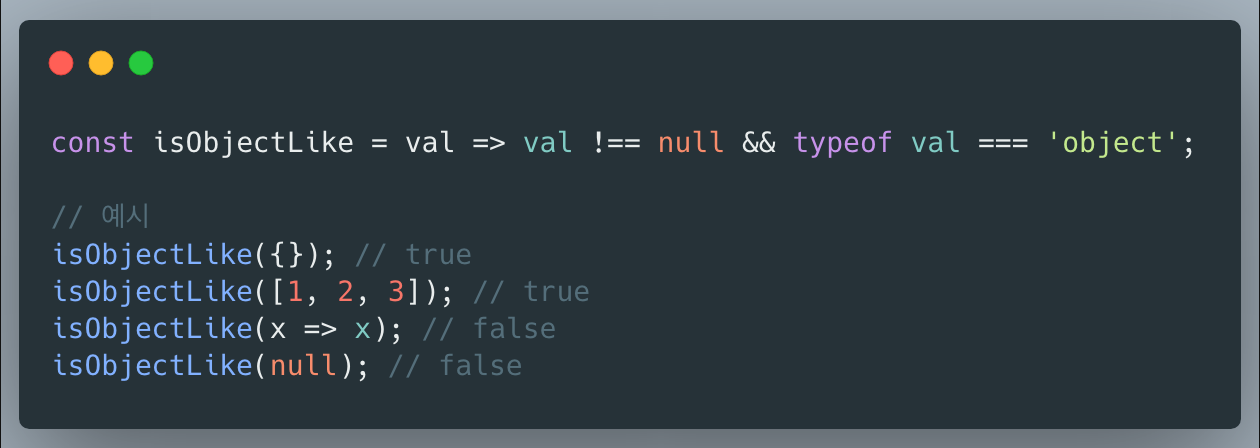 const isObjectLike = val => val !== null && typeof val === 'object';
// 예시
isObjectLike({}); // true
isObjectLike([1, 2, 3]); // true
isObjectLike(x => x); // false
isObjectLike(null); // false